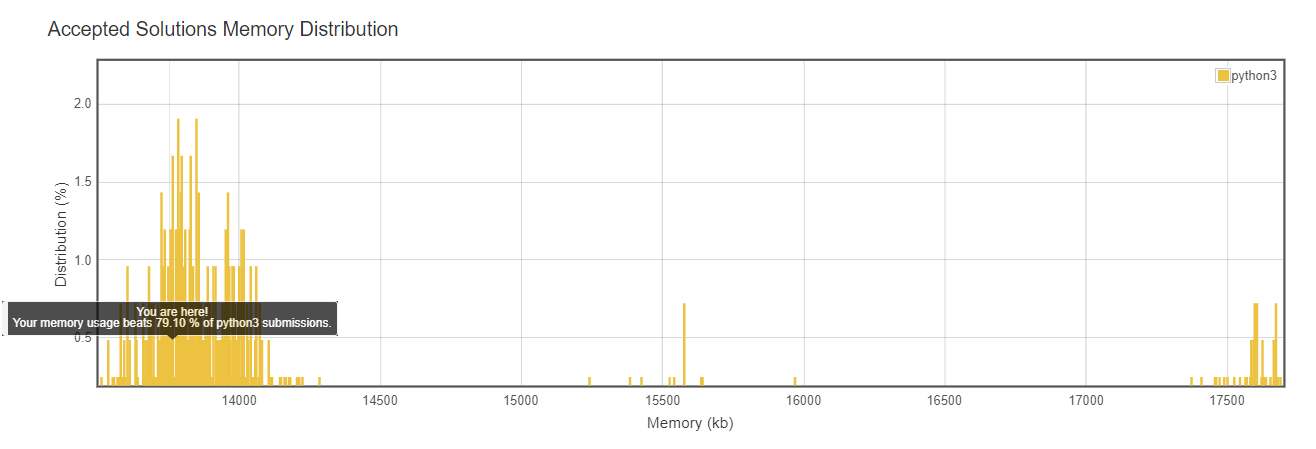 Accepted Solutions Memory Distribution
python3
2.0
1.5
1.0
0.5
Distribution (%)
You are here!
Your memory usage beats 79.10 % of python3 submissions.
14000 14500 15000 15500 16000 16500 17000 17500
Memory (kb)